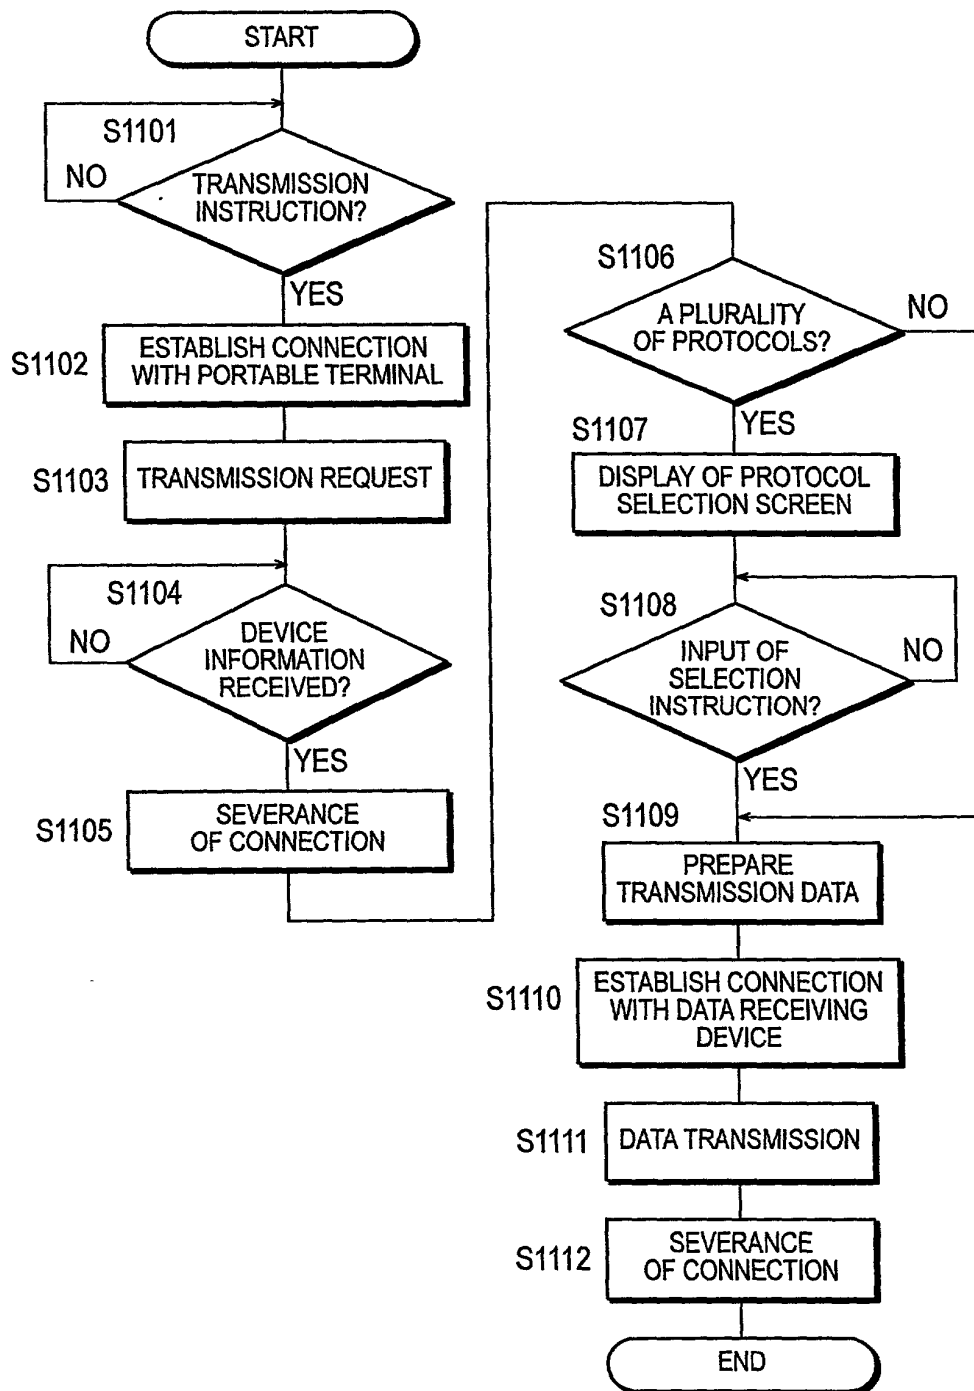 START
S1101
NO
TRANSMISSION
INSTRUCTION?
YES
S1102
ESTABLISH CONNECTION
WITH PORTABLE TERMINAL
S1103
TRANSMISSION REQUEST
S1104
NO
DEVICE
INFORMATION
RECEIVED?
YES
S1105
SEVERANCE
OF CONNECTION
S1106
A PLURALITY
OF PROTOCOLS?
NO
YES
S1107
DISPLAY OF PROTOCOL
SELECTION SCREEN
S1108
INPUT OF
SELECTION
INSTRUCTION?
NO
YES
S1109
PREPARE
TRANSMISSION DATA
S1110
ESTABLISH CONNECTION
WITH DATA RECEIVING
DEVICE
S1111
DATA TRANSMISSION
S1112
SEVERANCE
OF CONNECTION
END